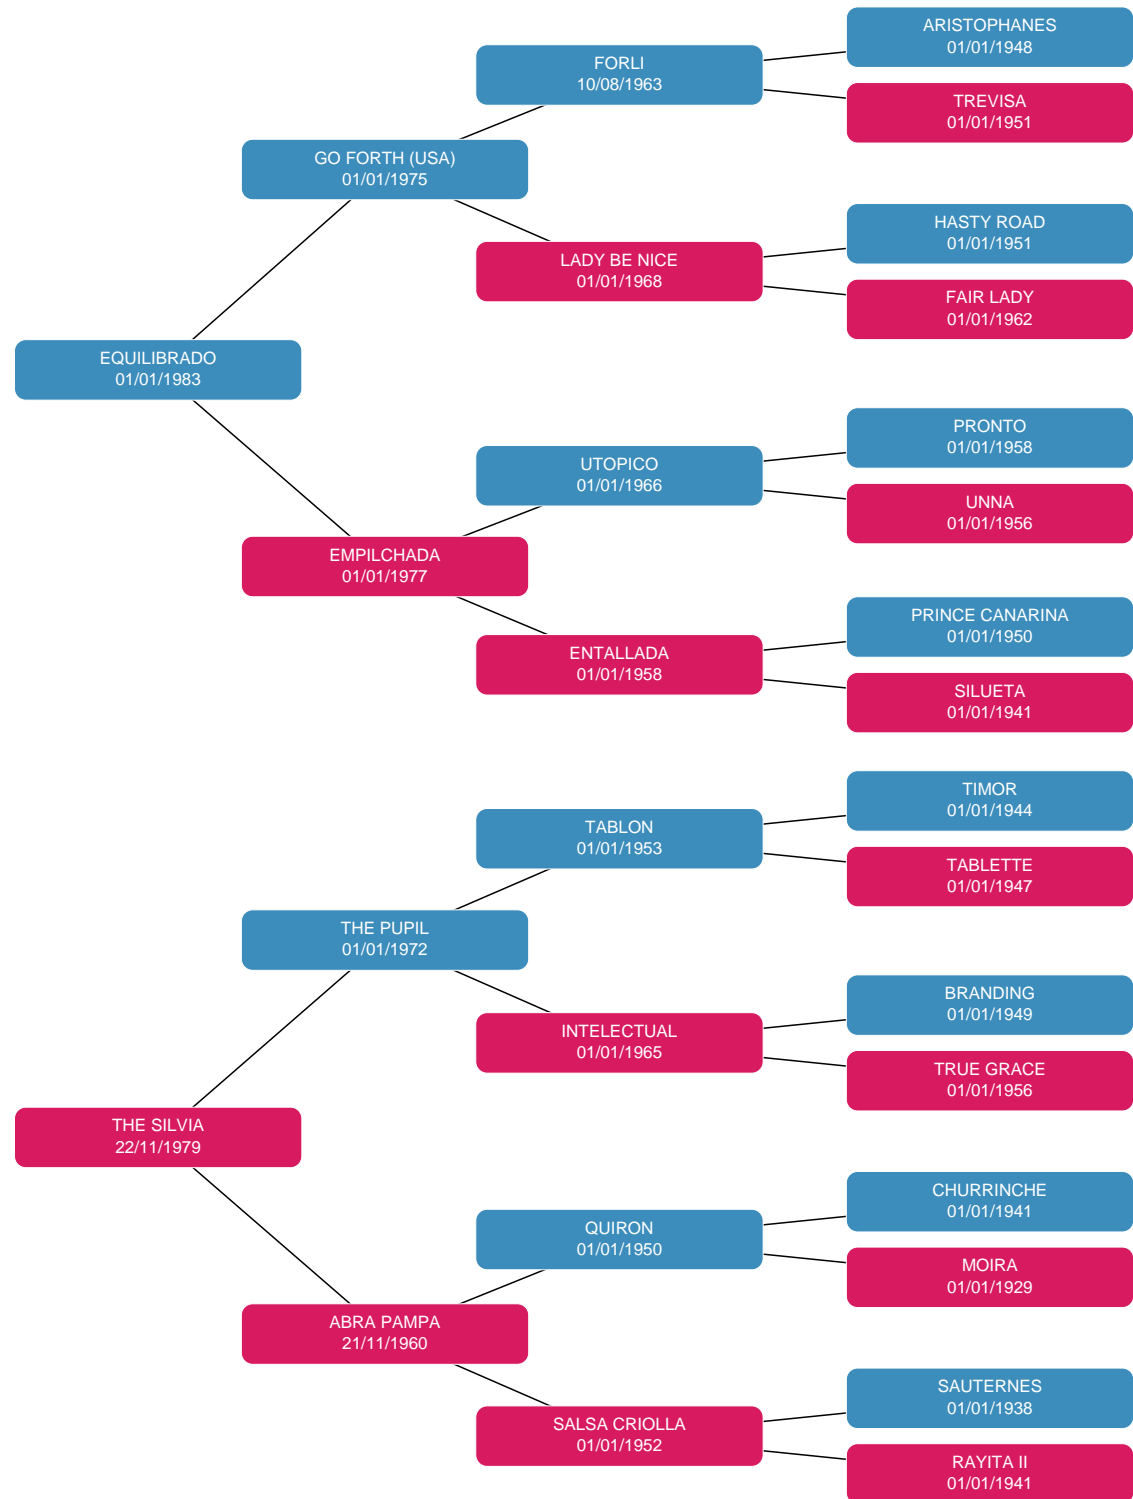 ARISTOPHANES
01/01/1948
FORLI
10/08/1963
TREVISA
01/01/1951
GO FORTH (USA)
01/01/1975
HASTY ROAD
01/01/1951
LADY BE NICE
01/01/1968
FAIR LADY
01/01/1962
EQUILIBRADO
01/01/1983
PRONTO
01/01/1958
UTOPICO
01/01/1966
UNNA
01/01/1956
EMPILCHADA
01/01/1977
PRINCE CANARINA
01/01/1950
ENTALLADA
01/01/1958
SILUETA
01/01/1941
TIMOR
01/01/1944
TABLON
01/01/1953
TABLETTE
01/01/1947
THE PUPIL
01/01/1972
BRANDING
01/01/1949
INTELECTUAL
01/01/1965
TRUE GRACE
01/01/1956
THE SILVIA
22/11/1979
CHURRINCHE
01/01/1941
QUIRON
01/01/1950
MOIRA
01/01/1929
ABRA PAMPA
21/11/1960
SAUTERNES
01/01/1938
SALSA CRIOLLA
01/01/1952
RAYITA II
01/01/1941